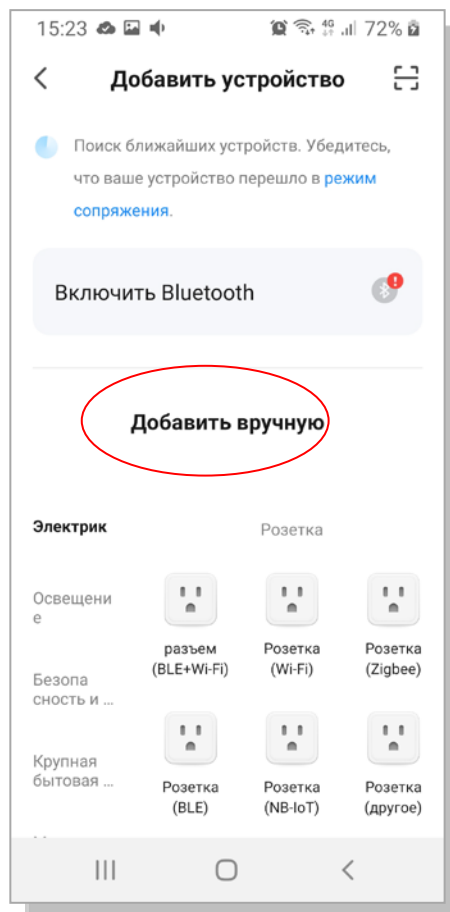 15:23 4G 72%
Добавить устройство
Поиск ближайших устройств. Убедитесь,
что ваше устройство перешло в режим
сопряжения.
Включить Bluetooth
Добавить вручную
Электрик
Розетка
Освещени
е
Безопа
сность и ...
Крупная
бытовая ...
разъем
(BLE+Wi-Fi)
Розетка
(Wi-Fi)
Розетка
(Zigbee)
Розетка
(BLE)
Розетка
(NB-IoT)
Розетка
(другое)